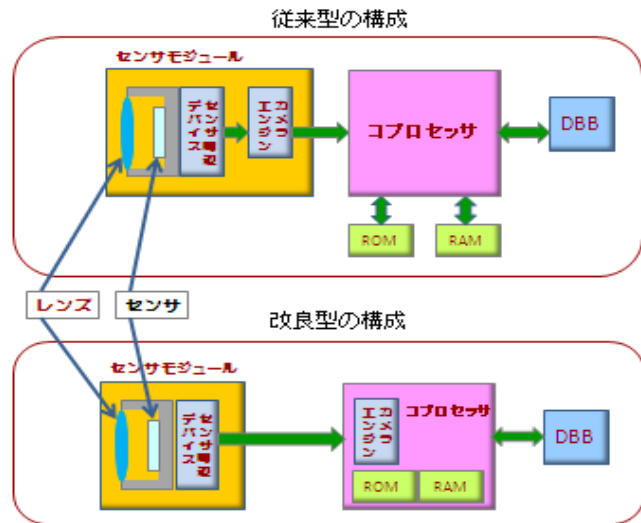 従来型の構成
センサモジュール
センサ周辺
デバイス
カメラ
エンジン
コプロセッサ
DBB
ROM
RAM
レンズ
センサ
改良型の構成
センサモジュール
センサ周辺
デバイス
カメラ
エンジン
コプロセッサ
ROM
RAM
DBB